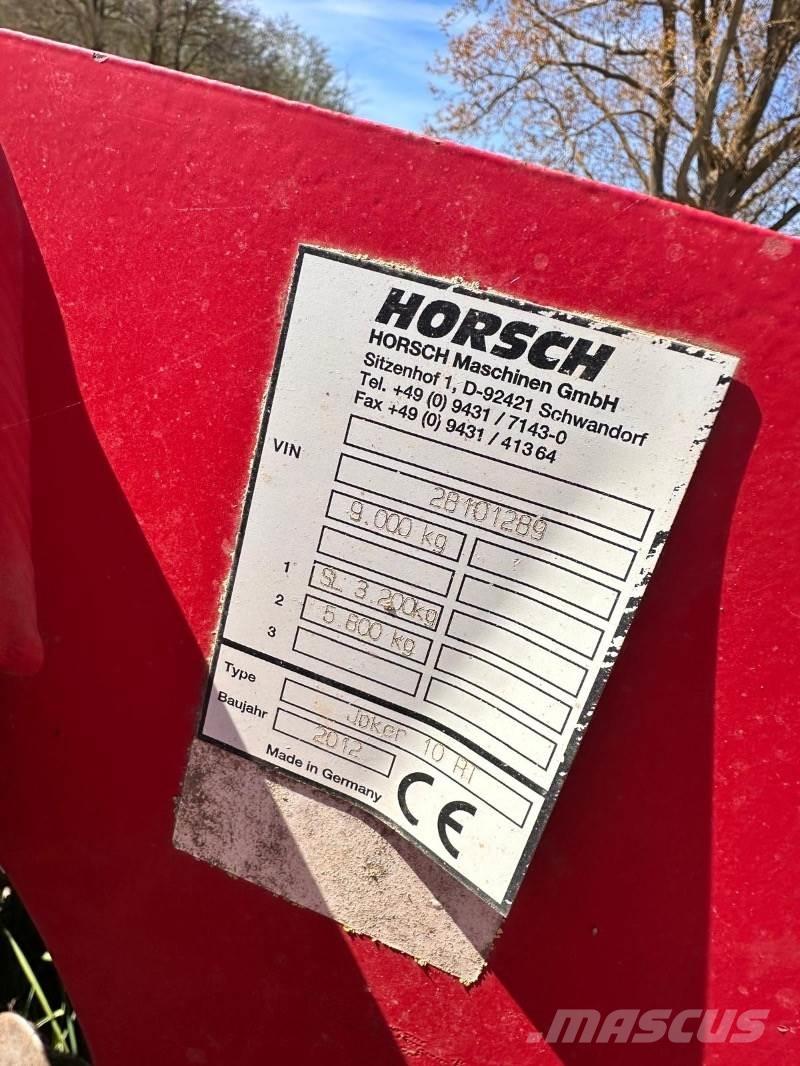 HORSCH
HORSCH Maschinen GmbH
Sitzenhof 1, D-92421 Schwandorf
Tel. +49 (0) 9431 / 7143-0
Fax +49 (0) 9431 / 413 64
VIN
28101289
9.000 kg
1 SL 3.200kg
2 5.800 kg
3
Type Joker 10 RT
Baujahr 2012
Made in Germany CE
MASCUS